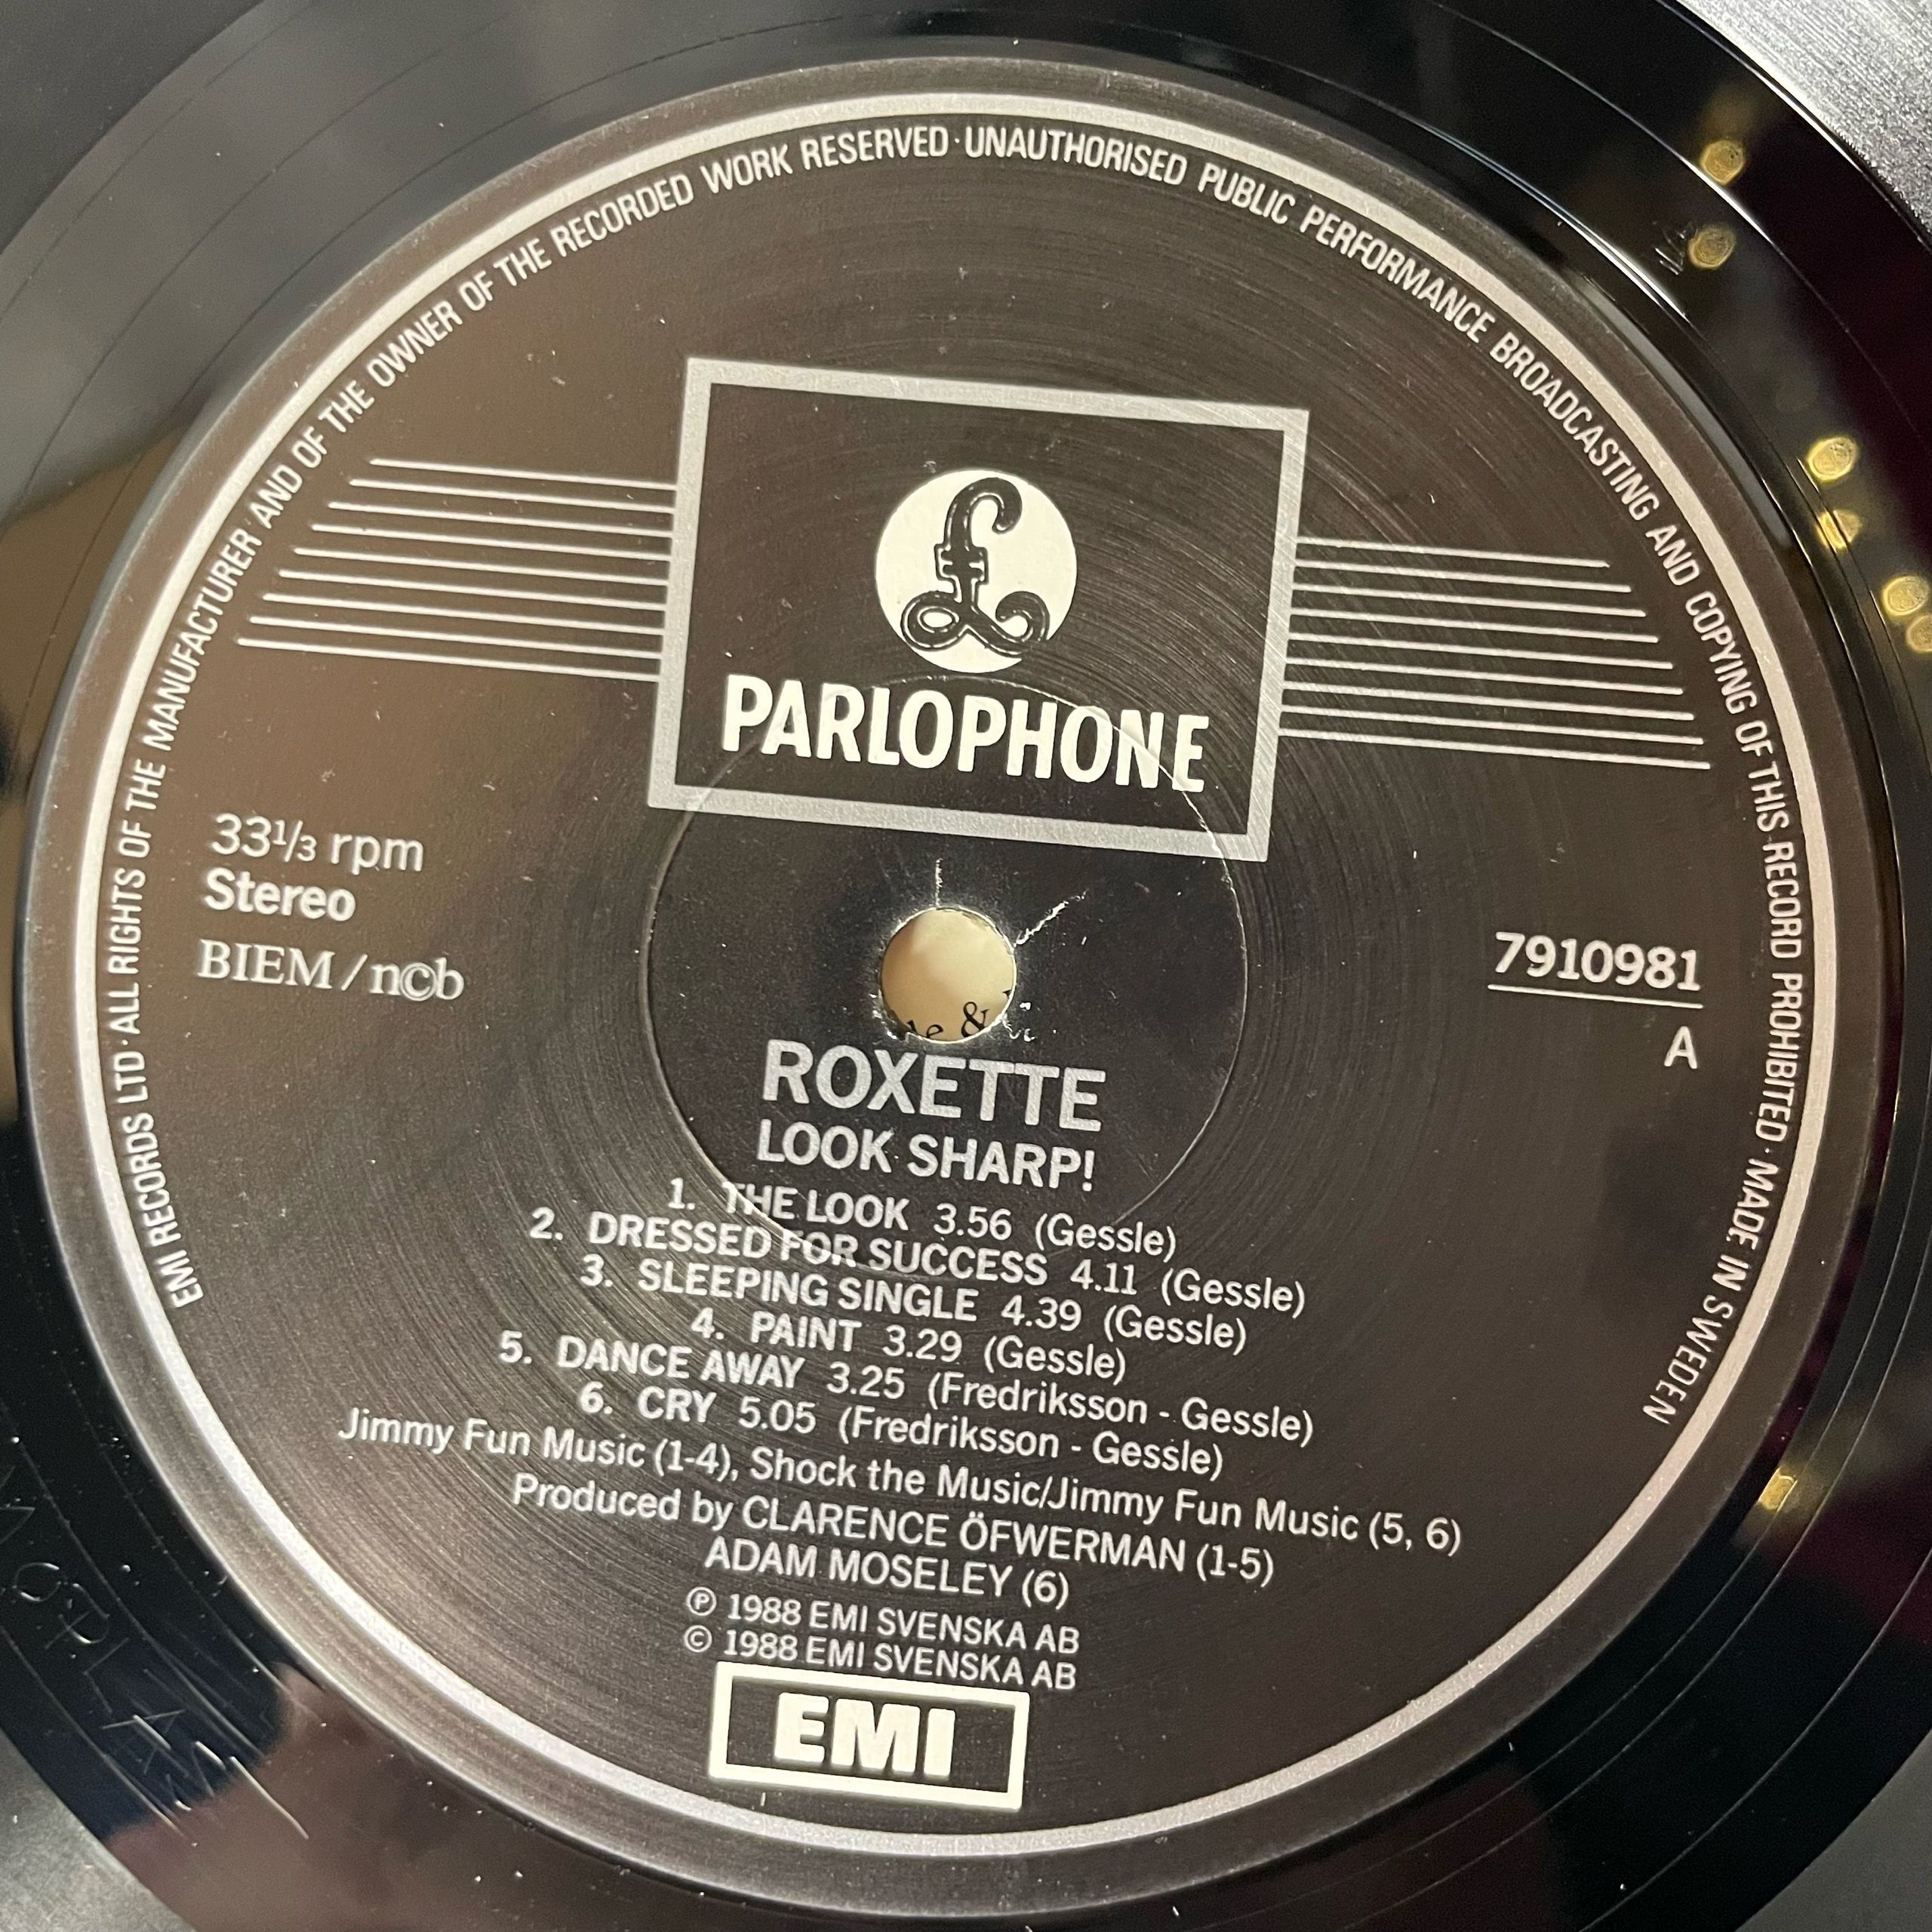 EMI RECORDS LTD · ALL RIGHTS OF THE MANUFACTURER AND OF THE OWNER OF THE RECORDED WORK RESERVED · UNAUTHORISED PUBLIC PERFORMANCE BROADCASTING AND COPYING OF THIS RECORD PROHIBITED · MADE IN SWEDEN
£
PARLOPHONE
33⅓ rpm
Stereo
BIEM/n©b
7910981
A
&
ROXETTE
LOOK SHARP!
1. THE LOOK 3.56 (Gessle)
2. DRESSED FOR SUCCESS 4.11 (Gessle)
3. SLEEPING SINGLE 4.39 (Gessle)
4. PAINT 3.29 (Gessle)
5. DANCE AWAY 3.25 (Fredriksson - Gessle)
6. CRY 5.05 (Fredriksson - Gessle)
Jimmy Fun Music (1-4), Shock the Music/Jimmy Fun Music (5, 6)
Produced by CLARENCE ÖFWERMAN (1-5)
ADAM MOSELEY (6)
℗ 1988 EMI SVENSKA AB
© 1988 EMI SVENSKA AB
EMI